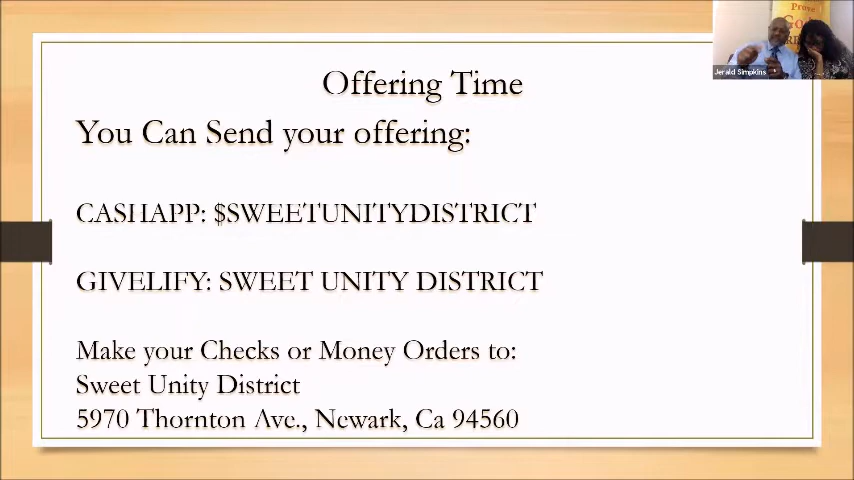 Offering Time
You Can Send your offering:
CASHAPP: $SWEETUNITYDISTRICT
GIVELIFY: SWEET UNITY DISTRICT
Make your Checks or Money Orders to:
Sweet Unity District
5970 Thornton Ave., Newark, Ca 94560
Prove
Jerald Simpkins